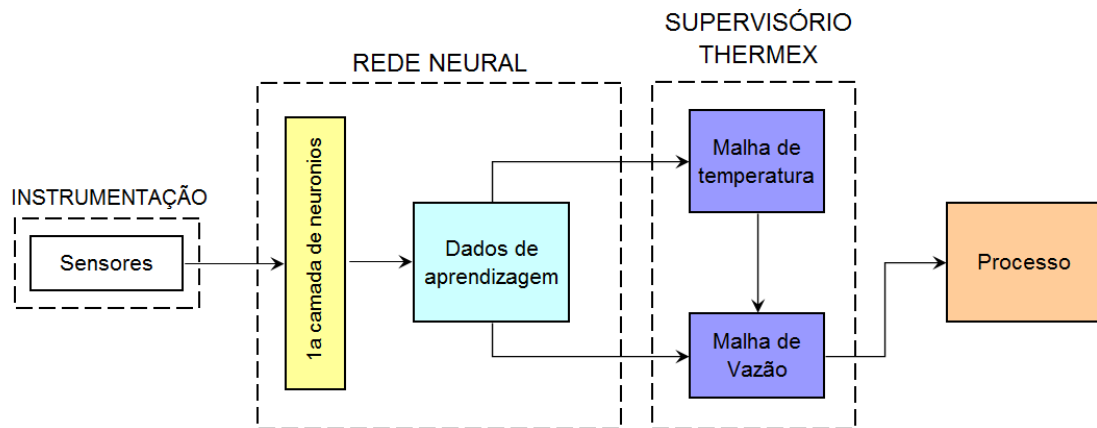 SUPERVISÓRIO
THERMEX
REDE NEURAL
INSTRUMENTAÇÃO
Sensores
1a camada de neuronios
Dados de
aprendizagem
Malha de
temperatura
Malha de
Vazão
Processo